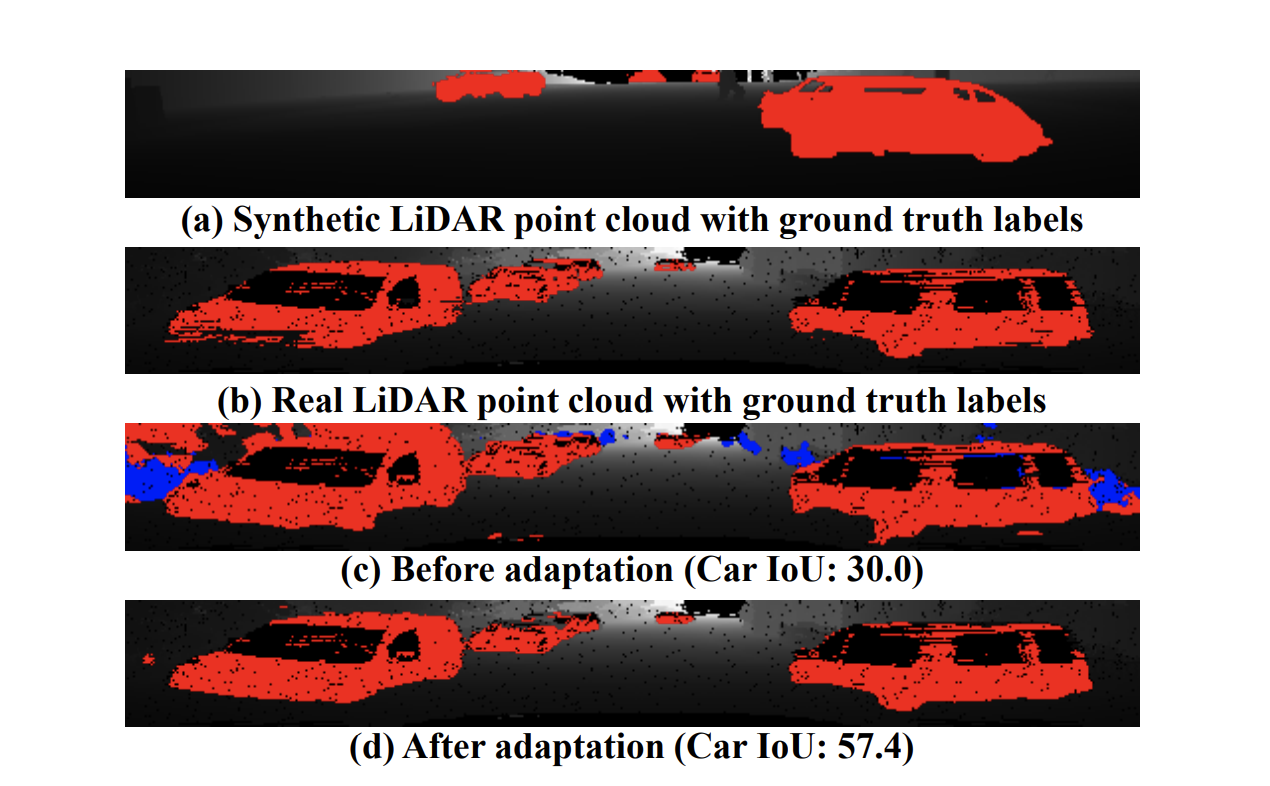 (a) Synthetic LiDAR point cloud with ground truth labels
(b) Real LiDAR point cloud with ground truth labels
(c) Before adaptation (Car IoU: 30.0)
(d) After adaptation (Car IoU: 57.4)